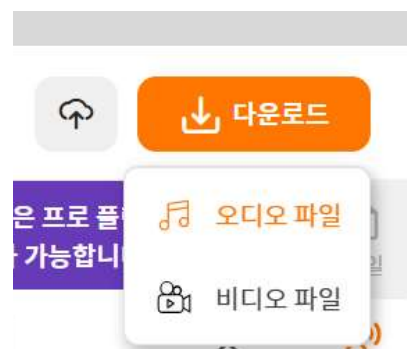 다운로드
은 프로 플
오디오 파일
가능합니
일
비디오 파일